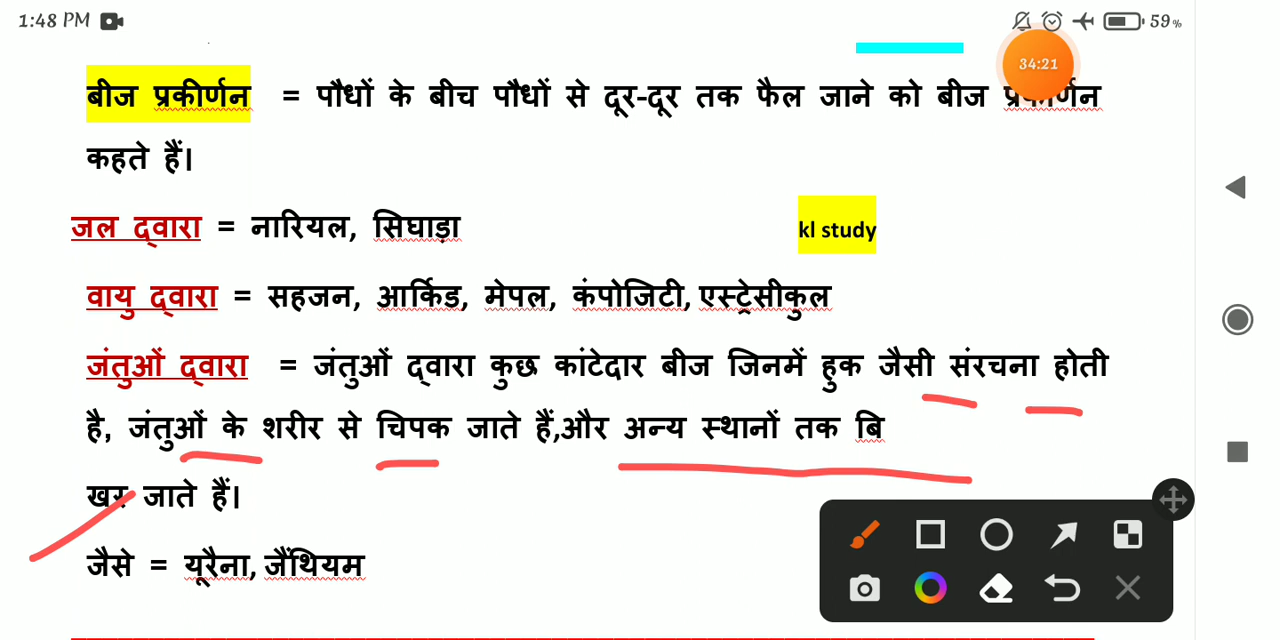 1:48 PM
59%
34:21
बीज प्रकीर्णन = पौधों के बीच पौधों से दूर-दूर तक फैल जाने को बीज प्रकीर्णन
कहते हैं।
जल द्वारा = नारियल, सिघाड़ा
kl study
वायु द्वारा = सहजन, आर्किड, मेपल, कंपोजिटी, एस्ट्रेसीकुल
जंतुओं द्वारा = जंतुओं द्वारा कुछ कांटेदार बीज जिनमें हुक जैसी संरचना होती
है, जंतुओं के शरीर से चिपक जाते हैं,और अन्य स्थानों तक बि
खर जाते हैं।
जैसे = यूरैना, जैंथियम